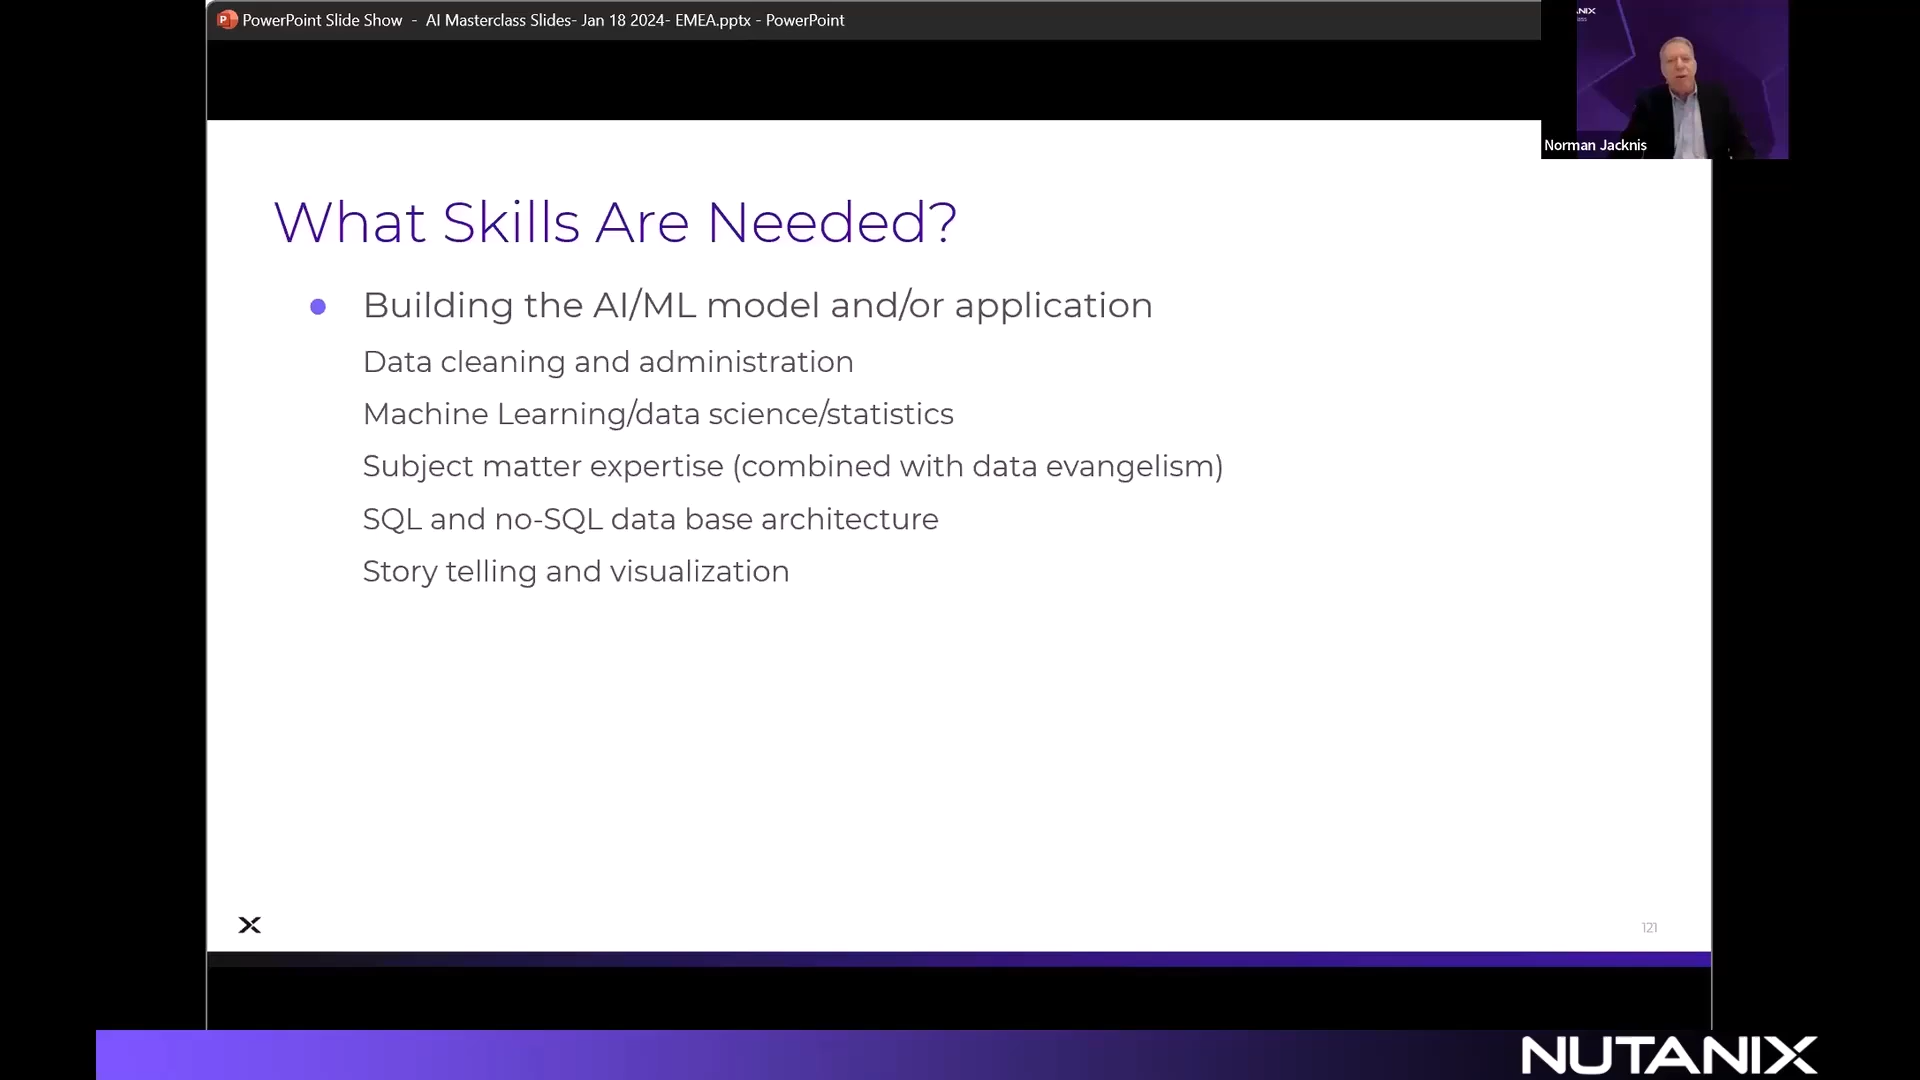 PowerPoint Slide Show - AI Masterclass Slides- Jan 18 2024- EMEA.pptx - PowerPoint
Norman Jacknis
What Skills Are Needed?
Building the AI/ML model and/or application
Data cleaning and administration
Machine Learning/data science/statistics
Subject matter expertise (combined with data evangelism)
SQL and no-SQL data base architecture
Story telling and visualization
121
NUTANIX